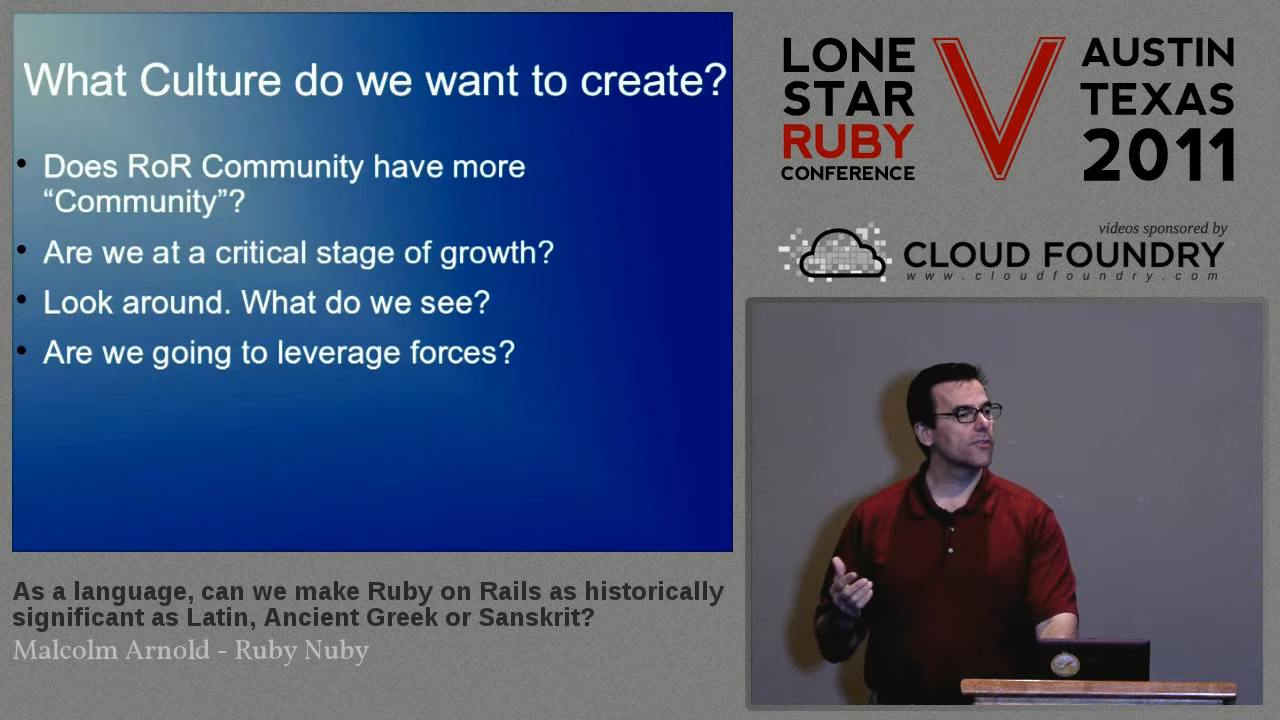 What Culture do we want to create?
• Does RoR Community have more
“Community”?
• Are we at a critical stage of growth?
• Look around. What do we see?
• Are we going to leverage forces?
As a language, can we make Ruby on Rails as historically
significant as Latin, Ancient Greek or Sanskrit?
Malcolm Arnold - Ruby Nuby
LONE
STAR
RUBY
CONFERENCE
V
AUSTIN
TEXAS
2011
videos sponsored by
CLOUD FOUNDRY
www.cloudfoundry.com